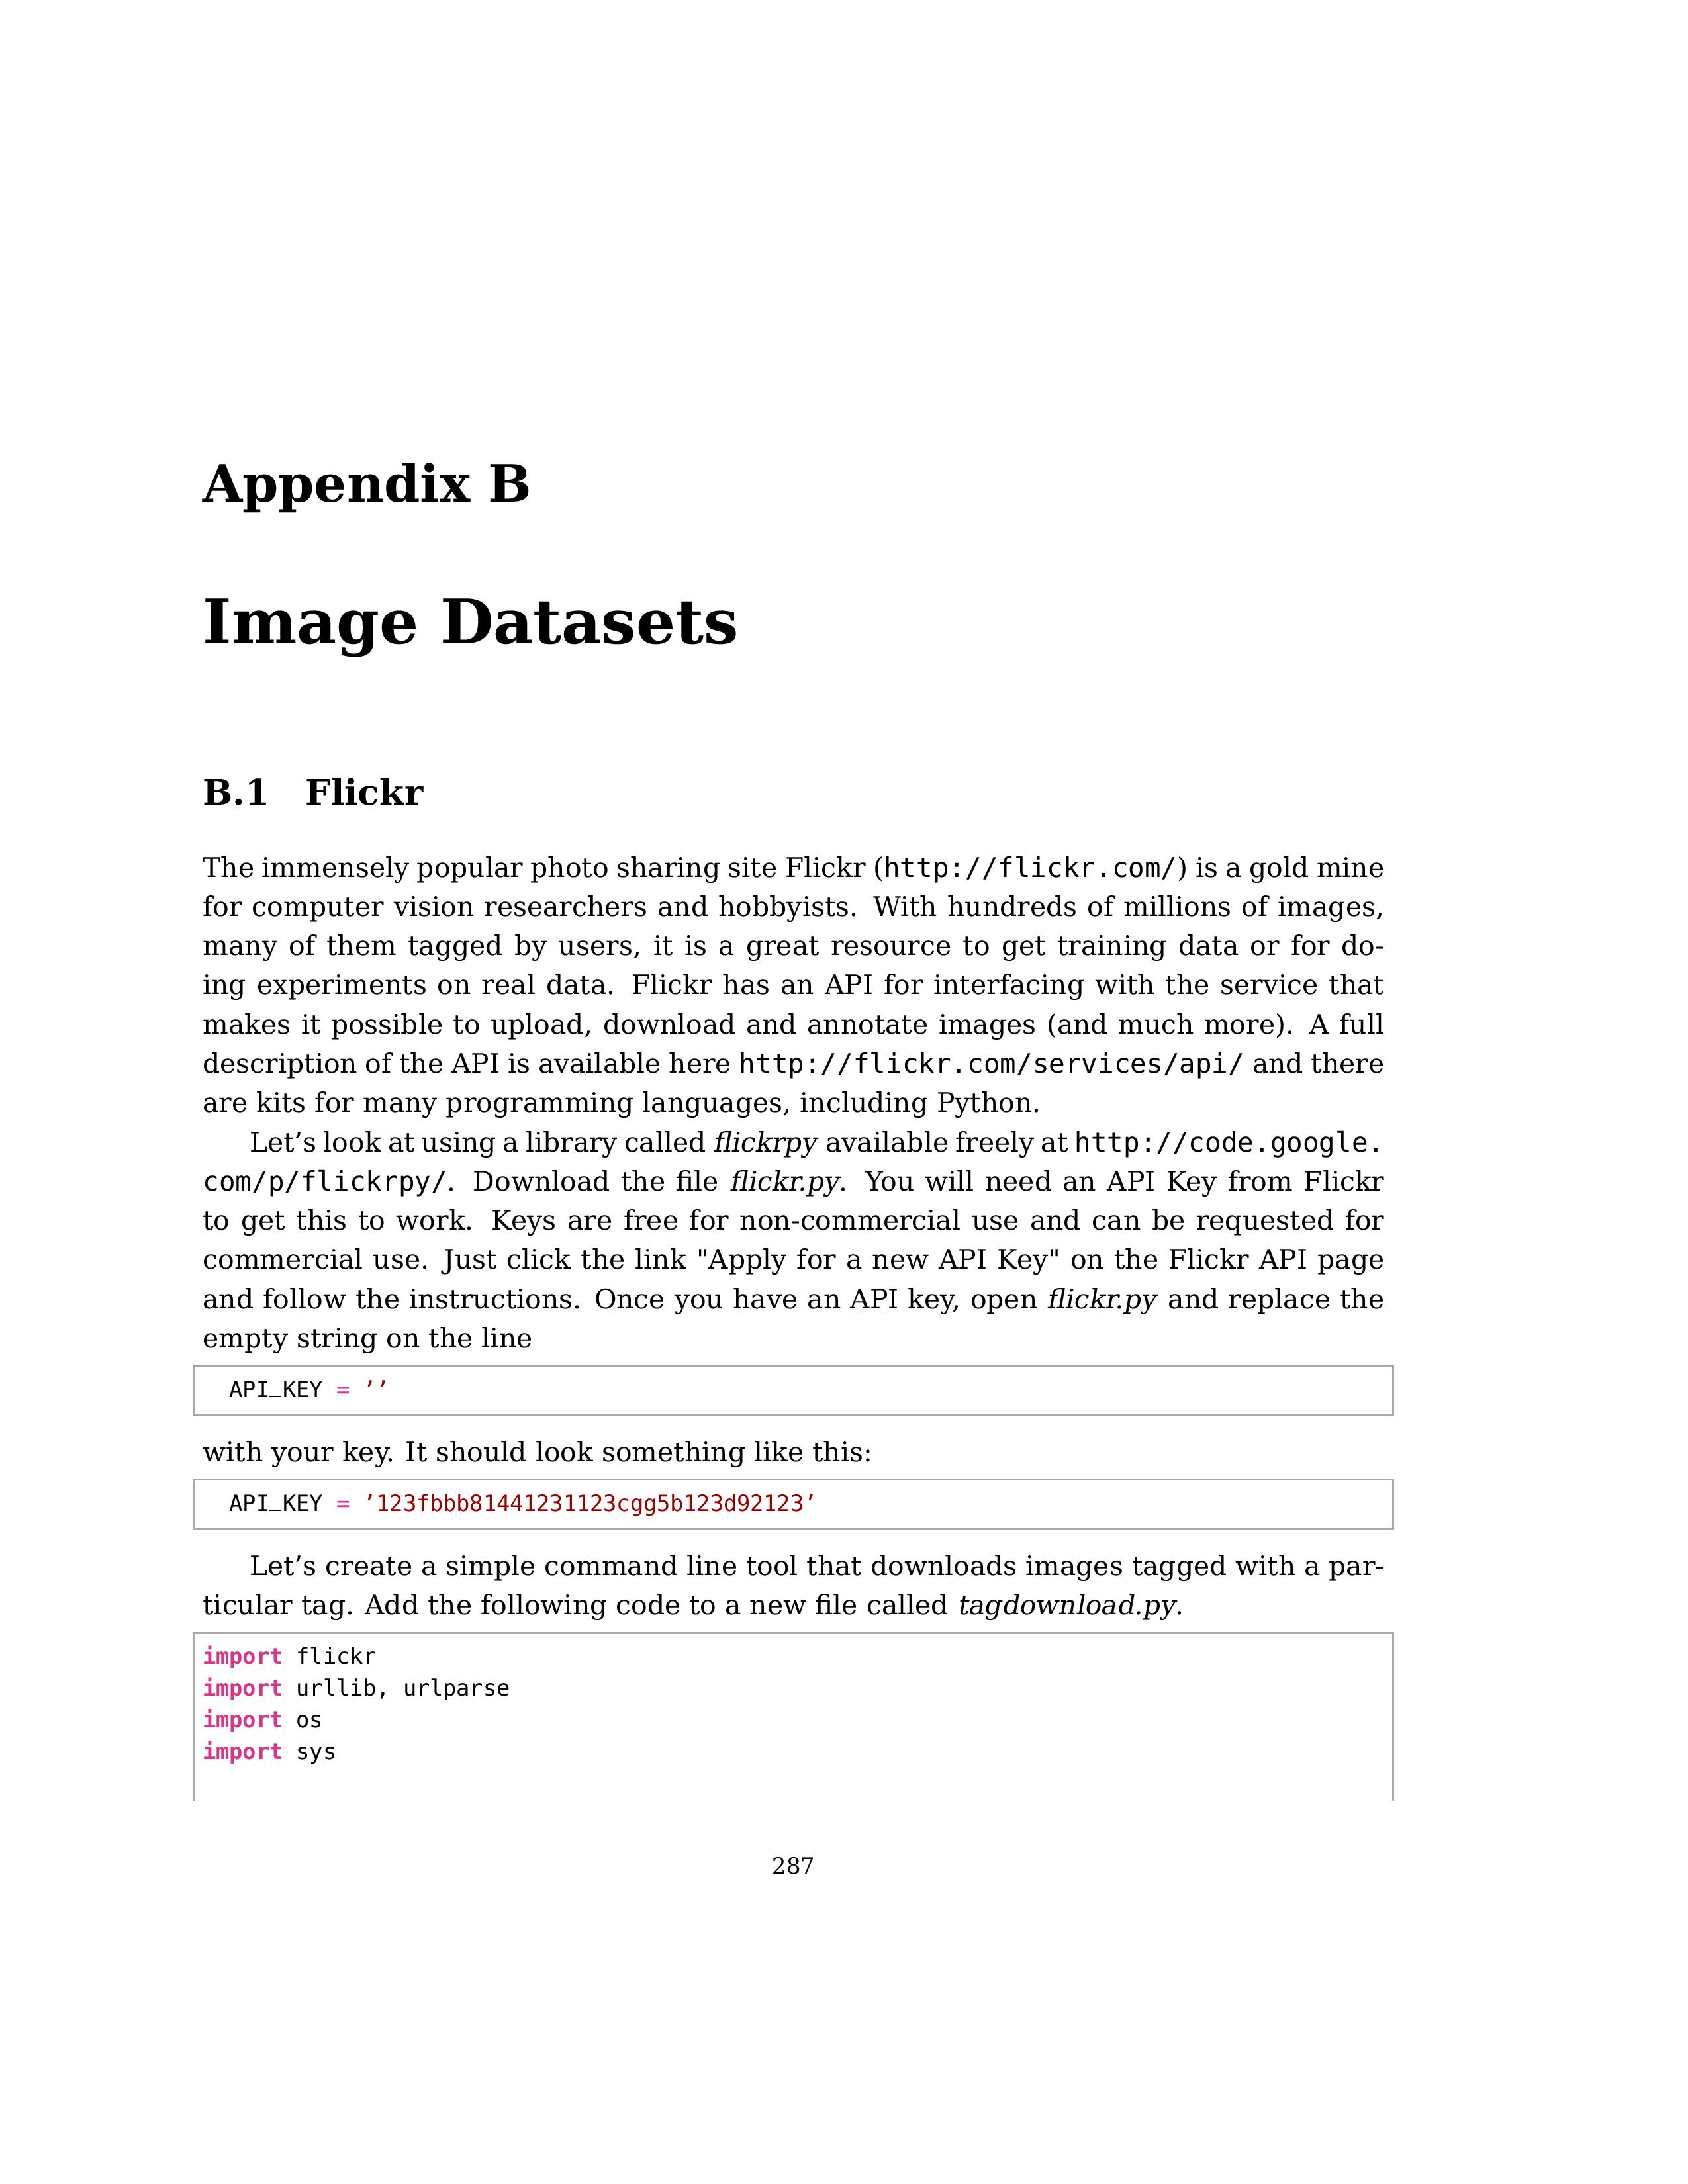 Appendix B
Image Datasets
B.1 Flickr
The immensely popular photo sharing site Flickr (http://flickr.com/) is a gold mine
for computer vision researchers and hobbyists. With hundreds of millions of images,
many of them tagged by users, it is a great resource to get training data or for do-
ing experiments on real data. Flickr has an API for interfacing with the service that
makes it possible to upload, download and annotate images (and much more). A full
description of the API is available here http://flickr.com/services/api/ and there
are kits for many programming languages, including Python.
Let’s look at using a library called flickrpy available freely at http://code.google.
com/p/flickrpy/. Download the file flickr.py. You will need an API Key from Flickr
to get this to work. Keys are free for non-commercial use and can be requested for
commercial use. Just click the link "Apply for a new API Key" on the Flickr API page
and follow the instructions. Once you have an API key, open flickr.py and replace the
empty string on the line
API_KEY = ’’
with your key. It should look something like this:
API_KEY = ’123fbbb81441231123cgg5b123d92123’
Let’s create a simple command line tool that downloads images tagged with a par-
ticular tag. Add the following code to a new file called tagdownload.py.
import flickr
import urllib, urlparse
import os
import sys
287